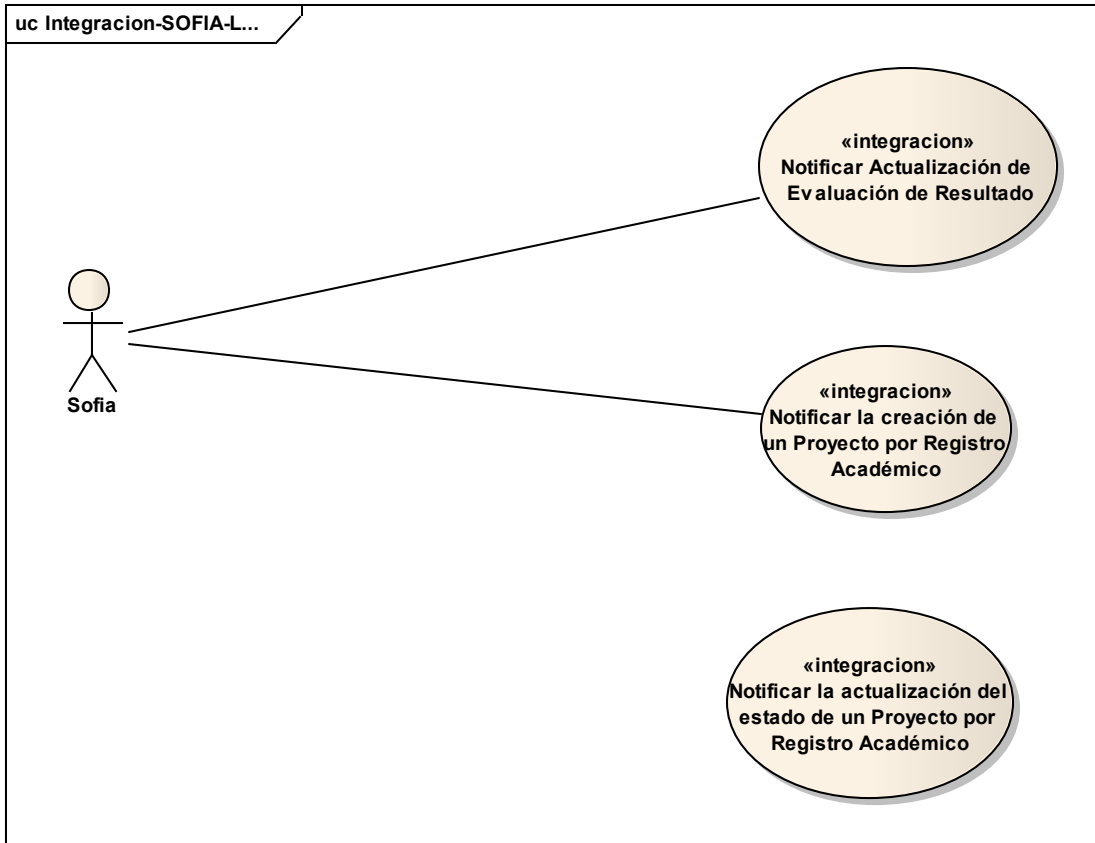 uc Integracion-SOFIA-L...
«integracion»
Notificar Actualización de
Evaluación de Resultado
Sofia
«integracion»
Notificar la creación de
un Proyecto por Registro
Académico
«integracion»
Notificar la actualización del
estado de un Proyecto por
Registro Académico